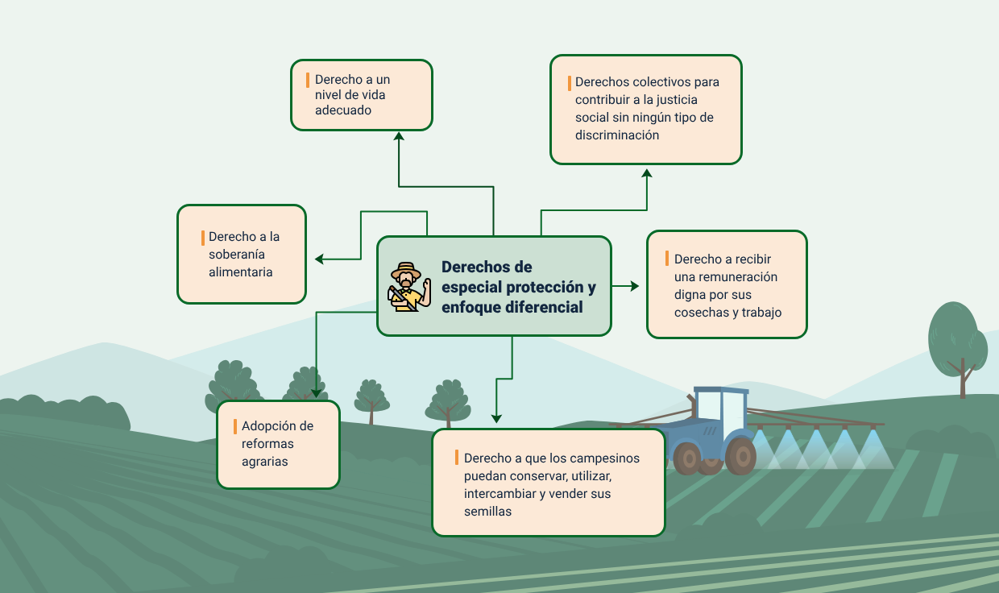 Derecho a un
nivel de vida
adecuado
Derechos colectivos para
contribuir a la justicia
social sin ningún tipo de
discriminación
Derecho a la
soberanía
alimentaria
Derechos de
especial protección y
enfoque diferencial
Derecho a recibir
una remuneración
digna por sus
cosechas y trabajo
Adopción de
reformas
agrarias
Derecho a que los campesinos
puedan conservar, utilizar,
intercambiar y vender sus
semillas